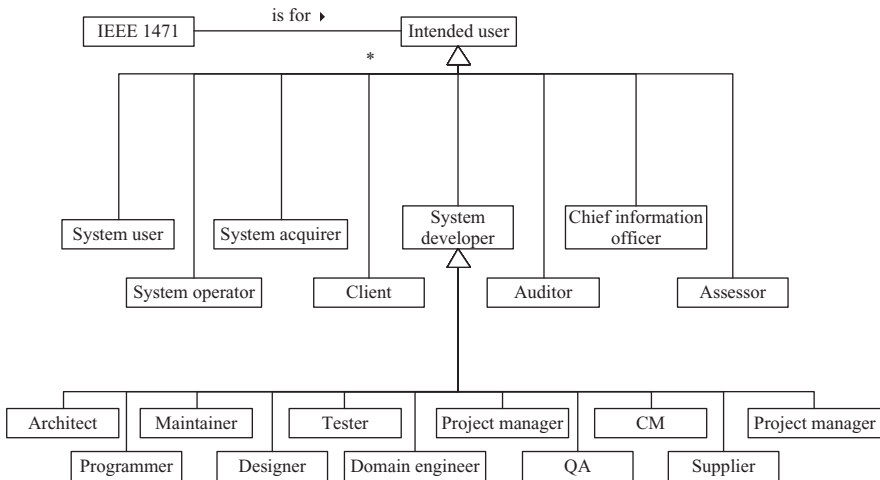 is for
IEEE 1471
Intended user
*
System user
System acquirer
System
developer
Chief information
officer
System operator
Client
Auditor
Assessor
Architect
Maintainer
Tester
Project manager
CM
Project manager
Programmer
Designer
Domain engineer
QA
Supplier